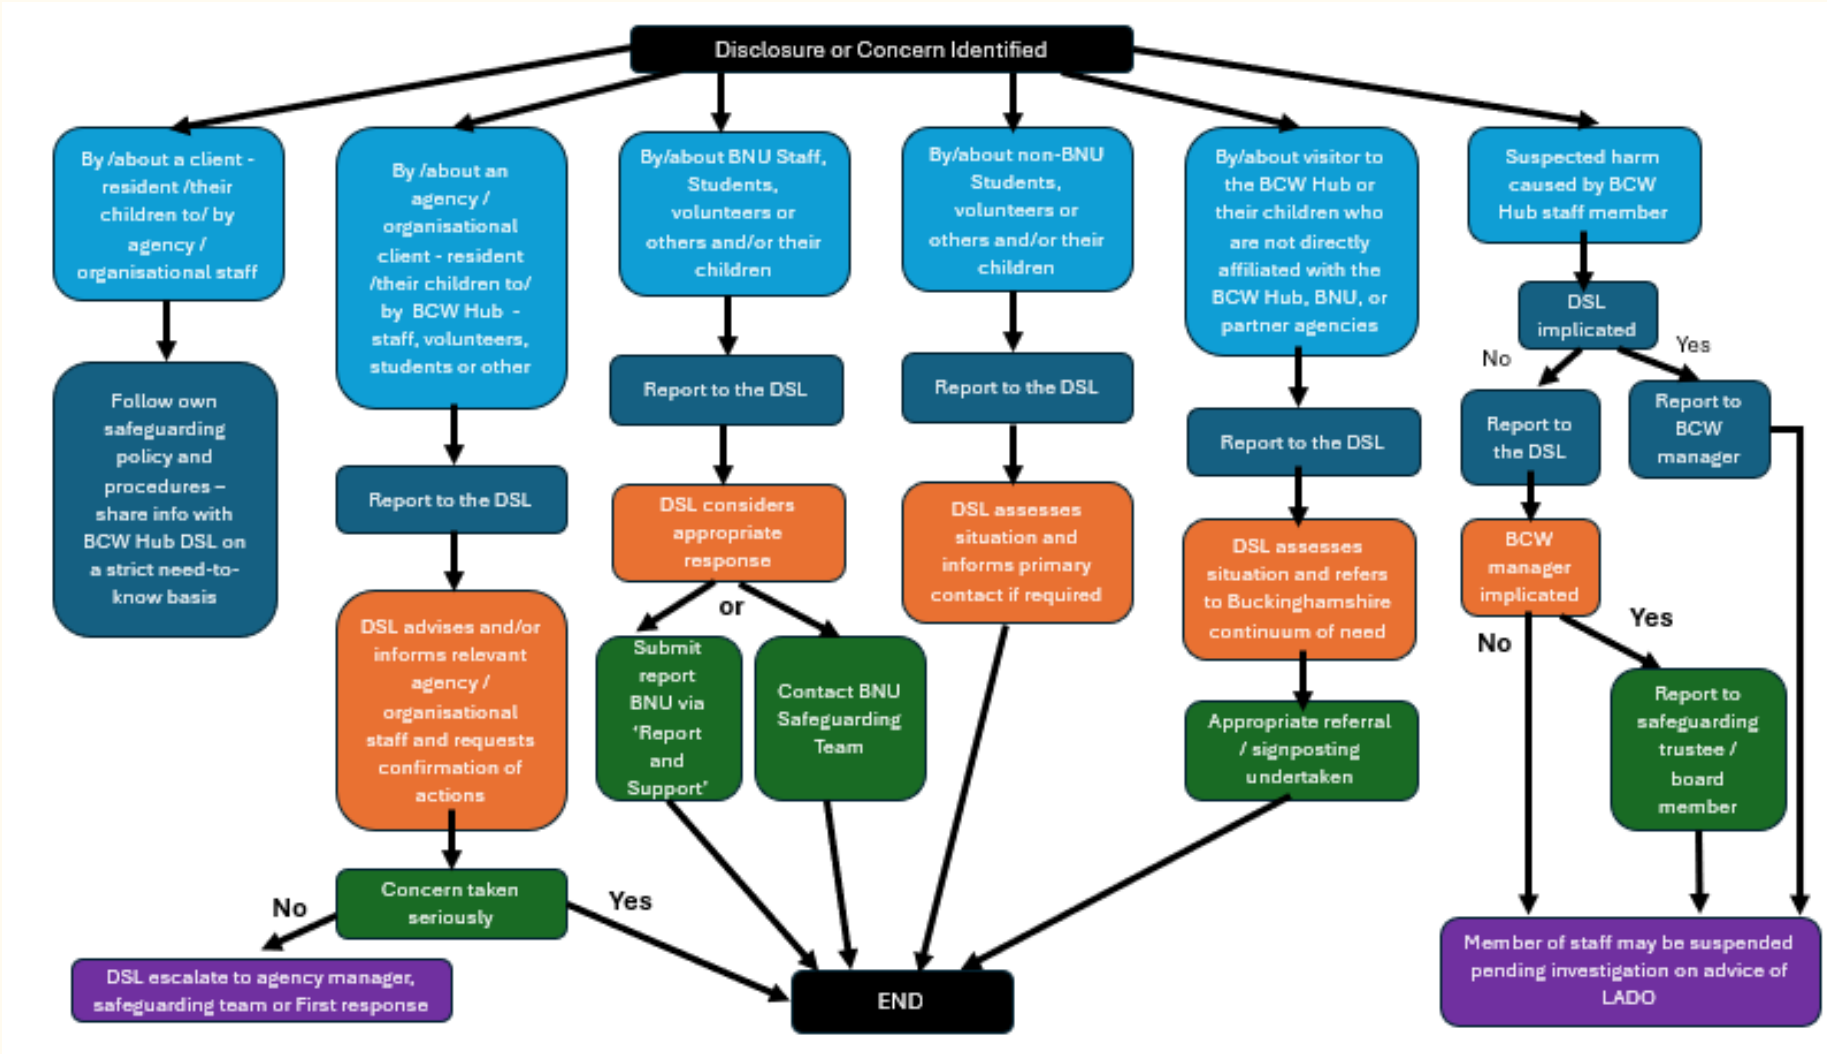 Disclosure or Concern Identified
By /about a client -
resident /their
children to/ by
agency /
organisational staff
Follow own
safeguarding
policy and
procedures –
share info with
BCW Hub DSL on
a strict need-to-
know basis
By /about an
agency /
organisational
client - resident
/their children to/
by BCW Hub -
staff, volunteers,
students or other
Report to the DSL
DSL advises and/or
informs relevant
agency /
organisational
staff and requests
confirmation of
actions
Concern taken
seriously
No
Yes
DSL escalate to agency manager,
safeguarding team or First response
By/about BNU Staff,
Students,
volunteers or
others and/or their
children
Report to the DSL
DSL considers
appropriate
response
or
Submit
report
BNU via
‘Report
and
Support’
Contact BNU
Safeguarding
Team
By/about non-BNU
Students,
volunteers or
others and/or their
children
Report to the DSL
DSL assesses
situation and
informs primary
contact if required
By/about visitor to
the BCW Hub or
their children who
are not directly
affiliated with the
BCW Hub, BNU, or
partner agencies
Report to the DSL
DSL assesses
situation and refers
to Buckinghamshire
continuum of need
Appropriate referral
/ signposting
undertaken
END
Suspected harm
caused by BCW
Hub staff member
DSL
implicated
No
Yes
Report to
the DSL
Report to
BCW
manager
BCW
manager
implicated
No
Yes
Report to
safeguarding
trustee /
board
member
Member of staff may be suspended
pending investigation on advice of
LADO